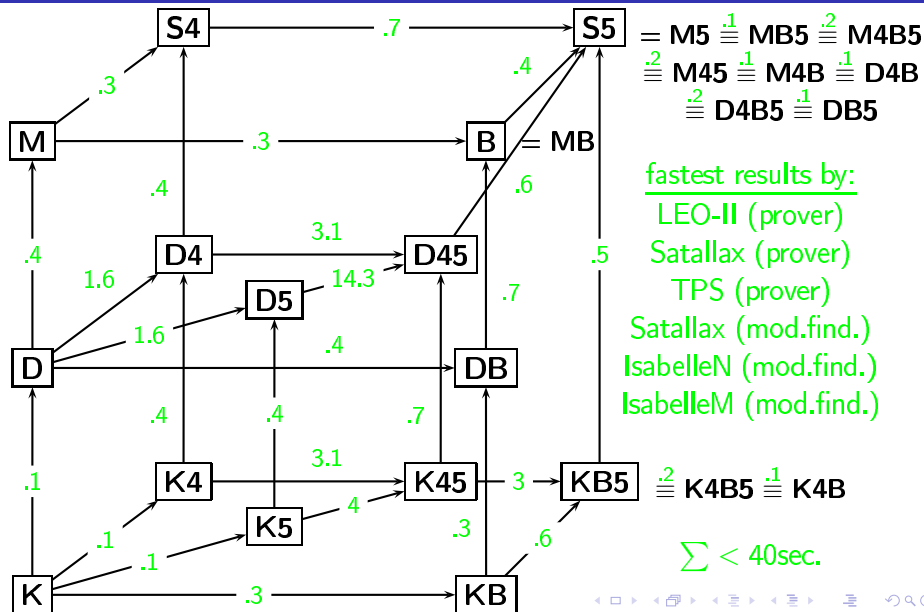 S4 .7 S5 = M5 ≡.1 MB5 ≡.2 M4B5
≡.2 M45 ≡.1 M4B ≡.1 D4B
.3 .4
≡.2 D4B5 ≡.1 DB5
M .3 B = MB
fastest results by:
.4 .6
LEO-II (prover)
D4 3.1 D45
.4 .5
Satallax (prover)
1.6 14.3
TPS (prover)
D5 .7
Satallax (mod.find.)
1.6 .4
D DB
IsabelleN (mod.find.)
IsabelleM (mod.find.)
.4 .4 .7
3.1
.1 K4 K45 3 KB5 ≡.2 K4B5 ≡.1 K4B
K5 4
.1 .3 .6
.1
∑ < 40sec.
K .3 KB